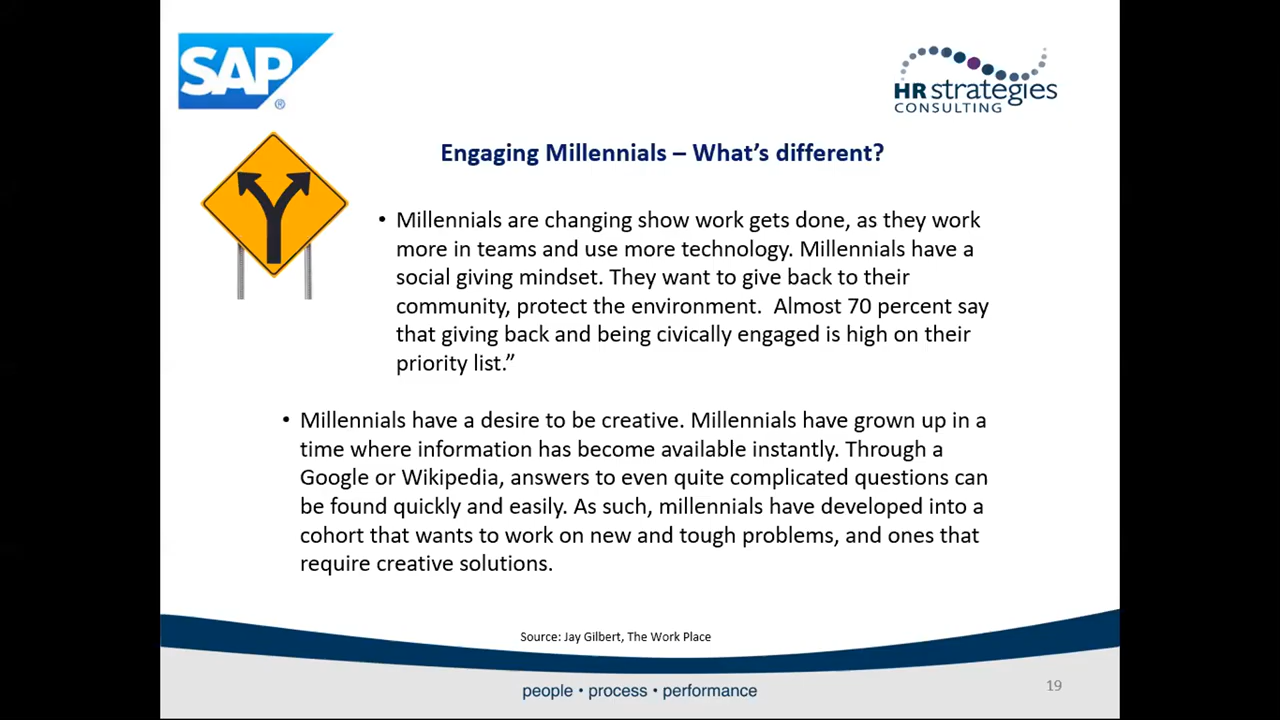 SAP
®
HR strategies
CONSULTING
Engaging Millennials – What's different?
• Millennials are changing show work gets done, as they work
more in teams and use more technology. Millennials have a
social giving mindset. They want to give back to their
community, protect the environment.  Almost 70 percent say
that giving back and being civically engaged is high on their
priority list.”
• Millennials have a desire to be creative. Millennials have grown up in a
time where information has become available instantly. Through a
Google or Wikipedia, answers to even quite complicated questions can
be found quickly and easily. As such, millennials have developed into a
cohort that wants to work on new and tough problems, and ones that
require creative solutions.
Source: Jay Gilbert, The Work Place
people • process • performance
19